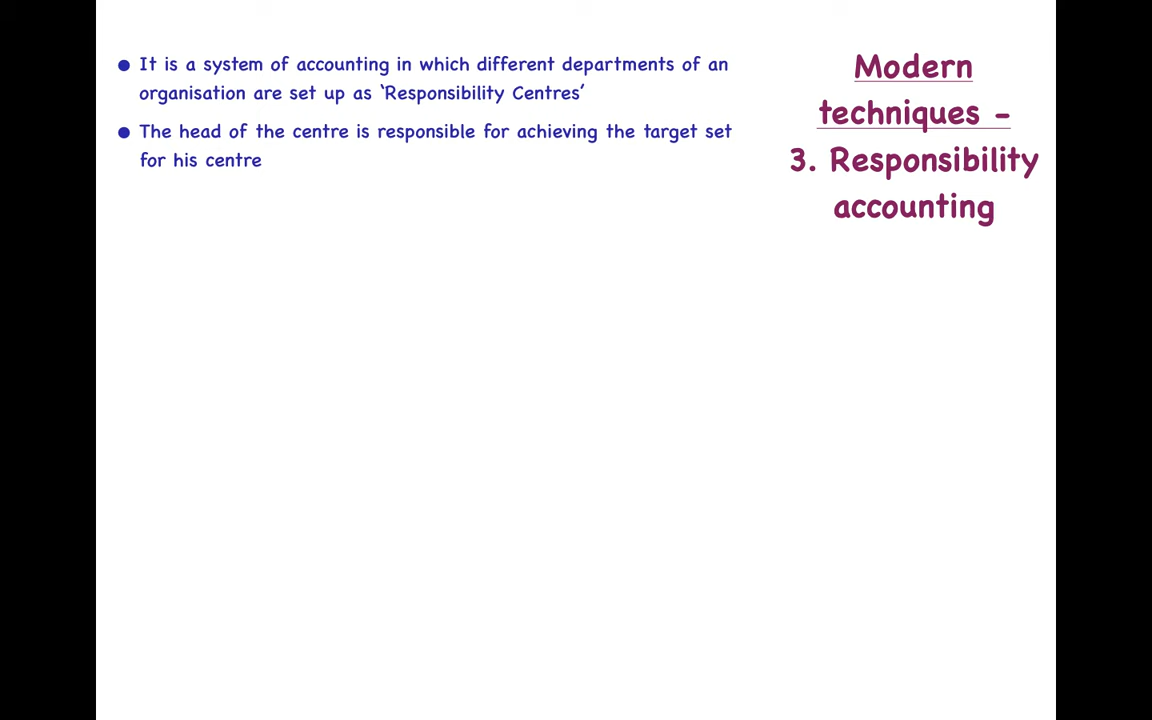 ● It is a system of accounting in which different departments of an
organisation are set up as ‘Responsibility Centres’
● The head of the centre is responsible for achieving the target set
for his centre
Modern
techniques -
3. Responsibility
accounting